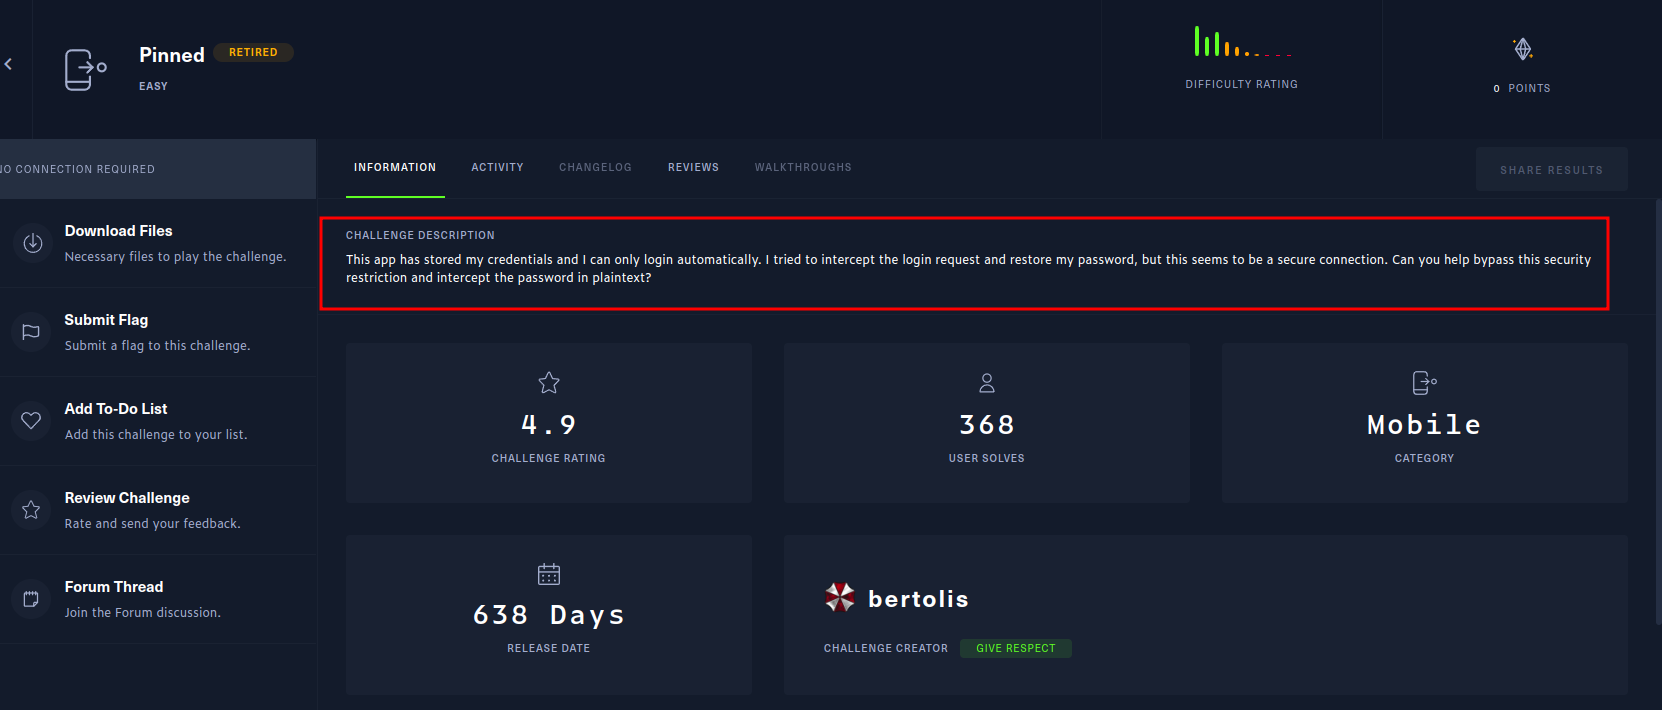 Pinned RETIRED
EASY
DIFFICULTY RATING
0 POINTS
NO CONNECTION REQUIRED
INFORMATION ACTIVITY CHANGELOG REVIEWS WALKTHROUGHS
SHARE RESULTS
Download Files
Necessary files to play the challenge.
Submit Flag
Submit a flag to this challenge.
Add To-Do List
Add this challenge to your list.
Review Challenge
Rate and send your feedback.
Forum Thread
Join the Forum discussion.
CHALLENGE DESCRIPTION
This app has stored my credentials and I can only login automatically. I tried to intercept the login request and restore my password, but this seems to be a secure connection. Can you help bypass this security
restriction and intercept the password in plaintext?
4.9
CHALLENGE RATING
368
USER SOLVES
Mobile
CATEGORY
638 Days
RELEASE DATE
bertolis
CHALLENGE CREATOR GIVE RESPECT